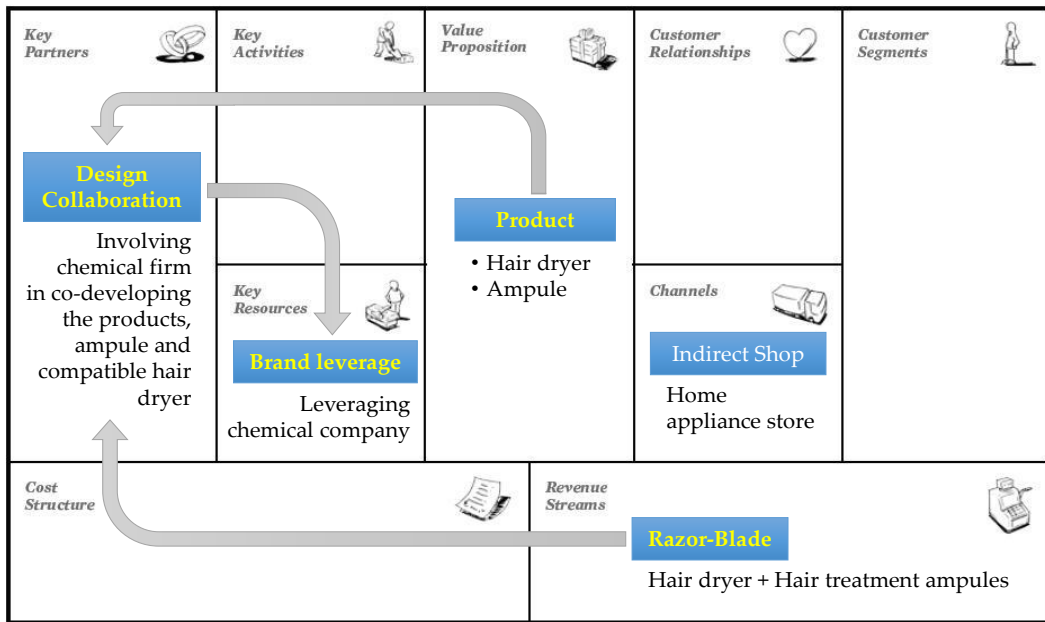 Key
Partners
Key
Activities
Value
Proposition
Customer
Relationships
Customer
Segments
Design
Collaboration
Involving
chemical firm
in co-developing
the products,
ampule and
compatible hair
dryer
Key
Resources
Brand leverage
Leveraging
chemical company
Product
• Hair dryer
• Ampule
Channels
Indirect Shop
Home
appliance store
Cost
Structure
Revenue
Streams
Razor-Blade
Hair dryer + Hair treatment ampules